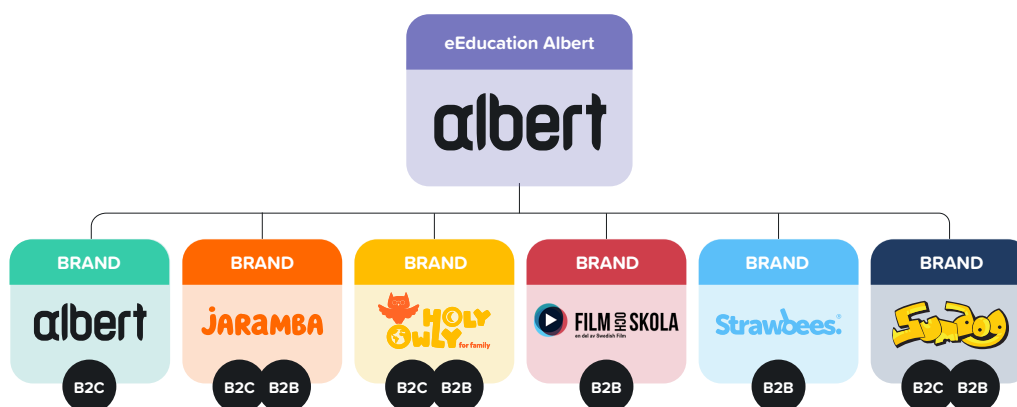 eEducation Albert
albert
BRAND
albert
B2C
BRAND
JARAMBA
B2C B2B
BRAND
HOLY
OWLY for family
B2C B2B
BRAND
FILM OCH SKOLA
en del av Swedish Film
B2B
BRAND
Strawbees®
B2B
BRAND
Sumdog
B2C B2B